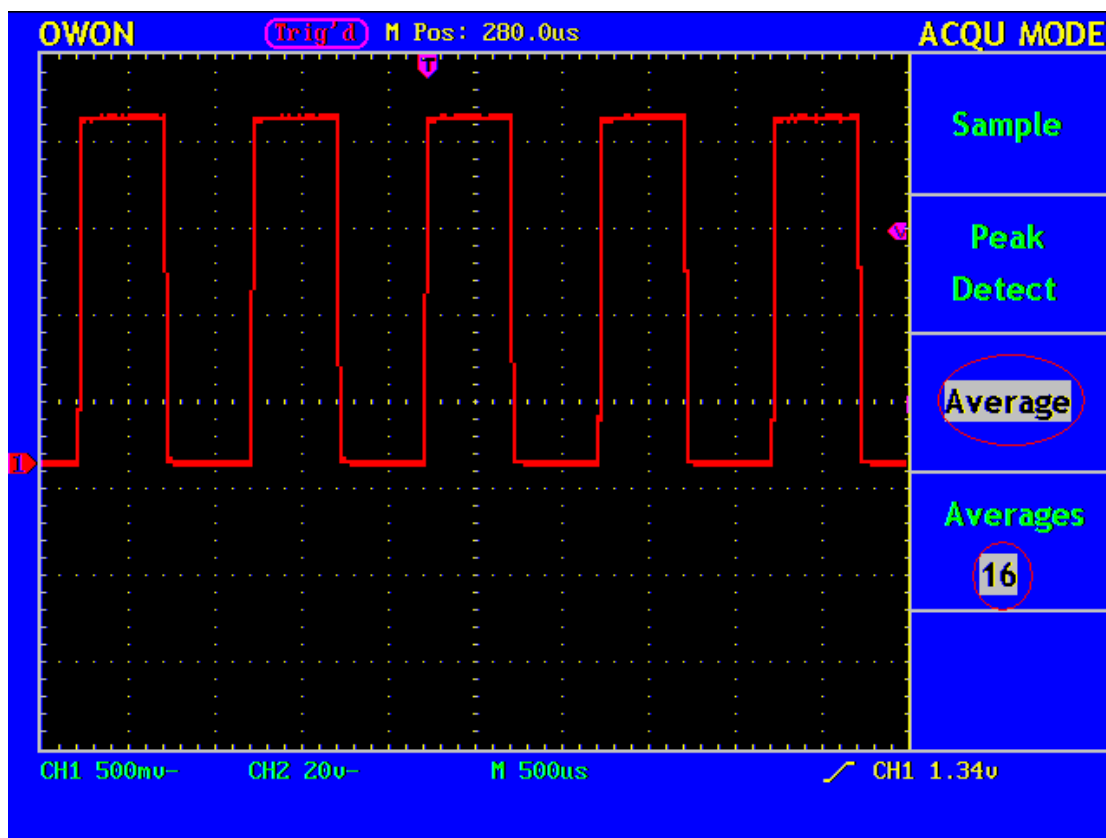 OWON Trig'd M Pos: 280.0us ACQU MODE
T
Sample
Peak
Detect
V
Average
1
Averages
16
CH1 500mv- CH2 20v- M 500us CH1 1.34v